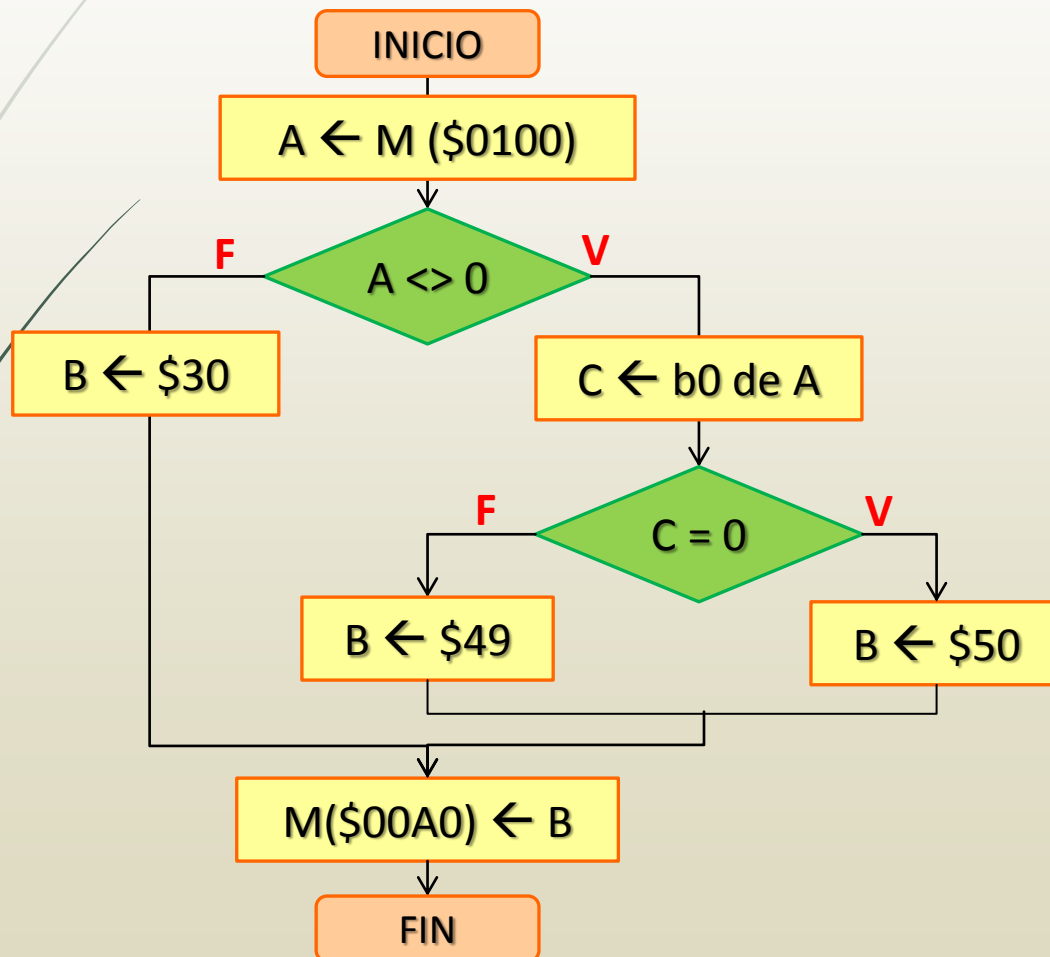 INICIO
A ← M ($0100)
F
V
A <> 0
B ← $30
C ← b0 de A
F
V
C = 0
B ← $49
B ← $50
M($00A0) ← B
FIN